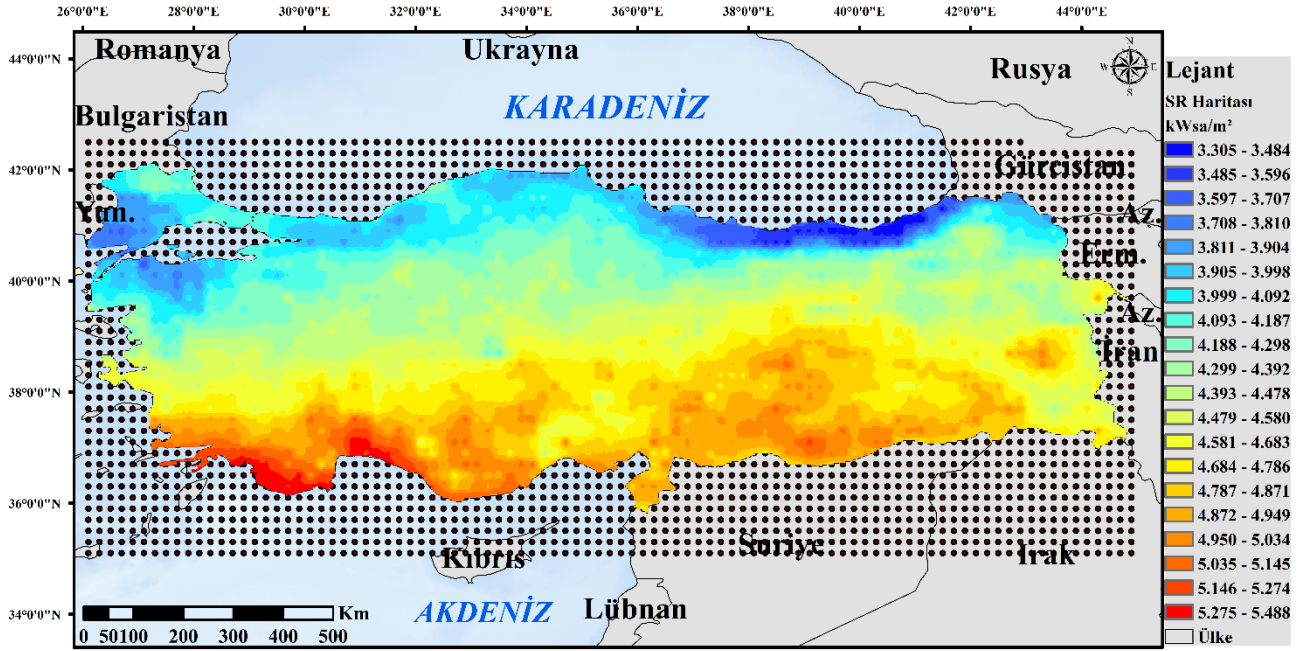 26°0'0"E 28°0'0"E 30°0'0"E 32°0'0"E 34°0'0"E 36°0'0"E 38°0'0"E 40°0'0"E 42°0'0"E 44°0'0"E
44°0'0"N
42°0'0"N
40°0'0"N
38°0'0"N
36°0'0"N
34°0'0"N
Romanya
Ukrayna
Rusya
KARADENİZ
Bulgaristan
Gürcistan
Yun.
Az.
Erm.
Az.
İran
Kıbrıs
Suriye
Irak
AKDENİZ
Lübnan
N
W
E
S
Km
0 50 100 200 300 400 500
Lejant
SR Haritası
kWsa/m²
3.305 - 3.484
3.485 - 3.596
3.597 - 3.707
3.708 - 3.810
3.811 - 3.904
3.905 - 3.998
3.999 - 4.092
4.093 - 4.187
4.188 - 4.298
4.299 - 4.392
4.393 - 4.478
4.479 - 4.580
4.581 - 4.683
4.684 - 4.786
4.787 - 4.871
4.872 - 4.949
4.950 - 5.034
5.035 - 5.145
5.146 - 5.274
5.275 - 5.488
Ülke